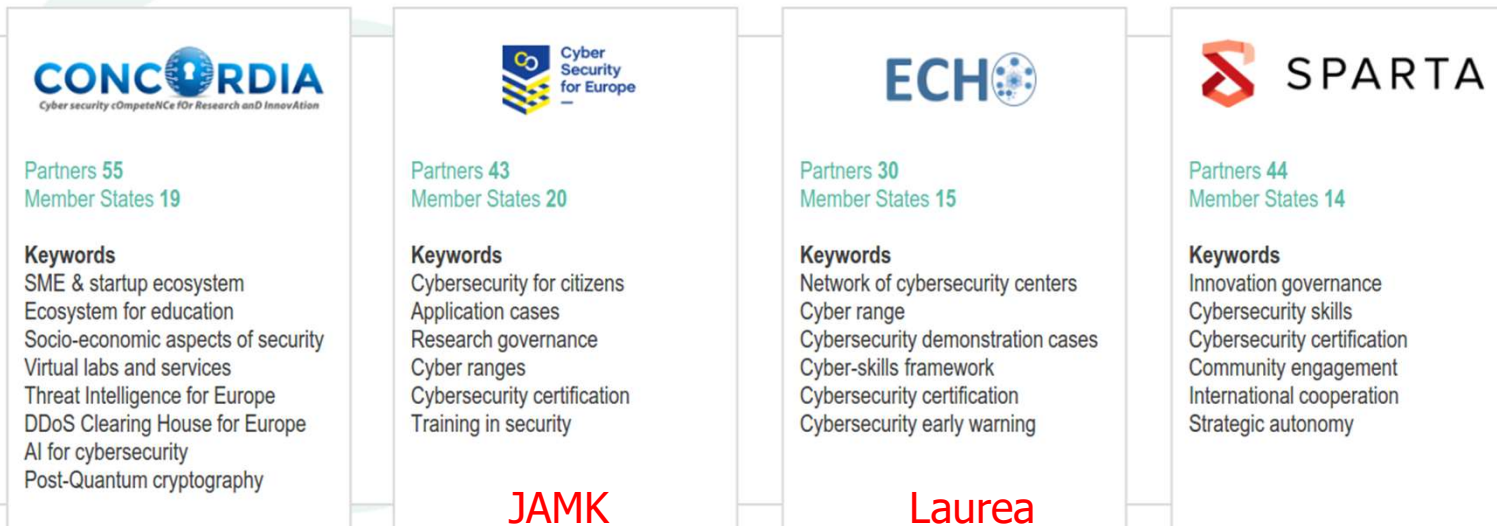 CONCORDIA
Cyber security cOmpeteNCe fOr Research anD InnovAtion
Partners 55
Member States 19
Keywords
SME & startup ecosystem
Ecosystem for education
Socio-economic aspects of security
Virtual labs and services
Threat Intelligence for Europe
DDoS Clearing House for Europe
AI for cybersecurity
Post-Quantum cryptography
Cyber
Security
for Europe
Partners 43
Member States 20
Keywords
Cybersecurity for citizens
Application cases
Research governance
Cyber ranges
Cybersecurity certification
Training in security
JAMK
ECHO
Partners 30
Member States 15
Keywords
Network of cybersecurity centers
Cyber range
Cybersecurity demonstration cases
Cyber-skills framework
Cybersecurity certification
Cybersecurity early warning
Laurea
SPARTA
Partners 44
Member States 14
Keywords
Innovation governance
Cybersecurity skills
Cybersecurity certification
Community engagement
International cooperation
Strategic autonomy